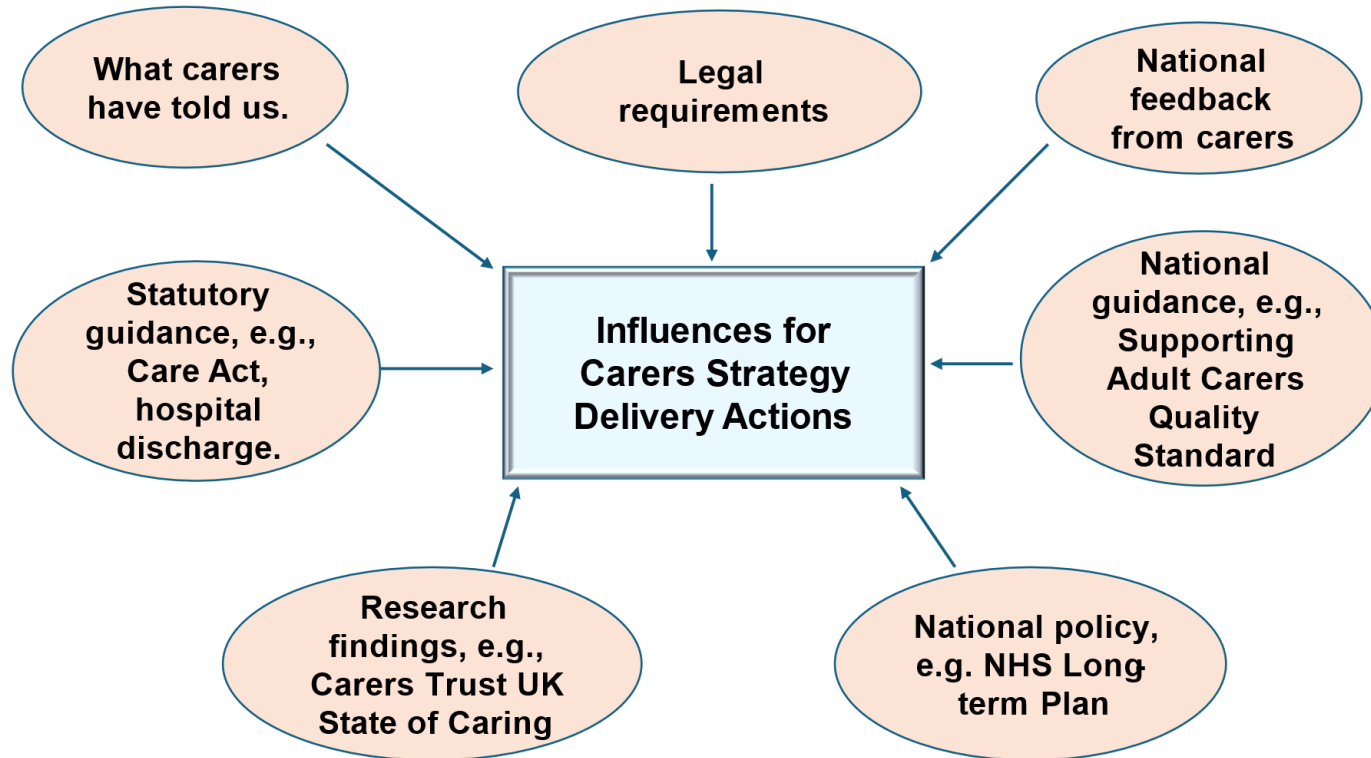 What carers
have told us.
Legal
requirements
National
feedback
from carers
Statutory
guidance, e.g.,
Care Act,
hospital
discharge.
Influences for
Carers Strategy
Delivery Actions
National
guidance, e.g.,
Supporting
Adult Carers
Quality
Standard
Research
findings, e.g.,
Carers Trust UK
State of Caring
National policy,
e.g. NHS Long-
term Plan